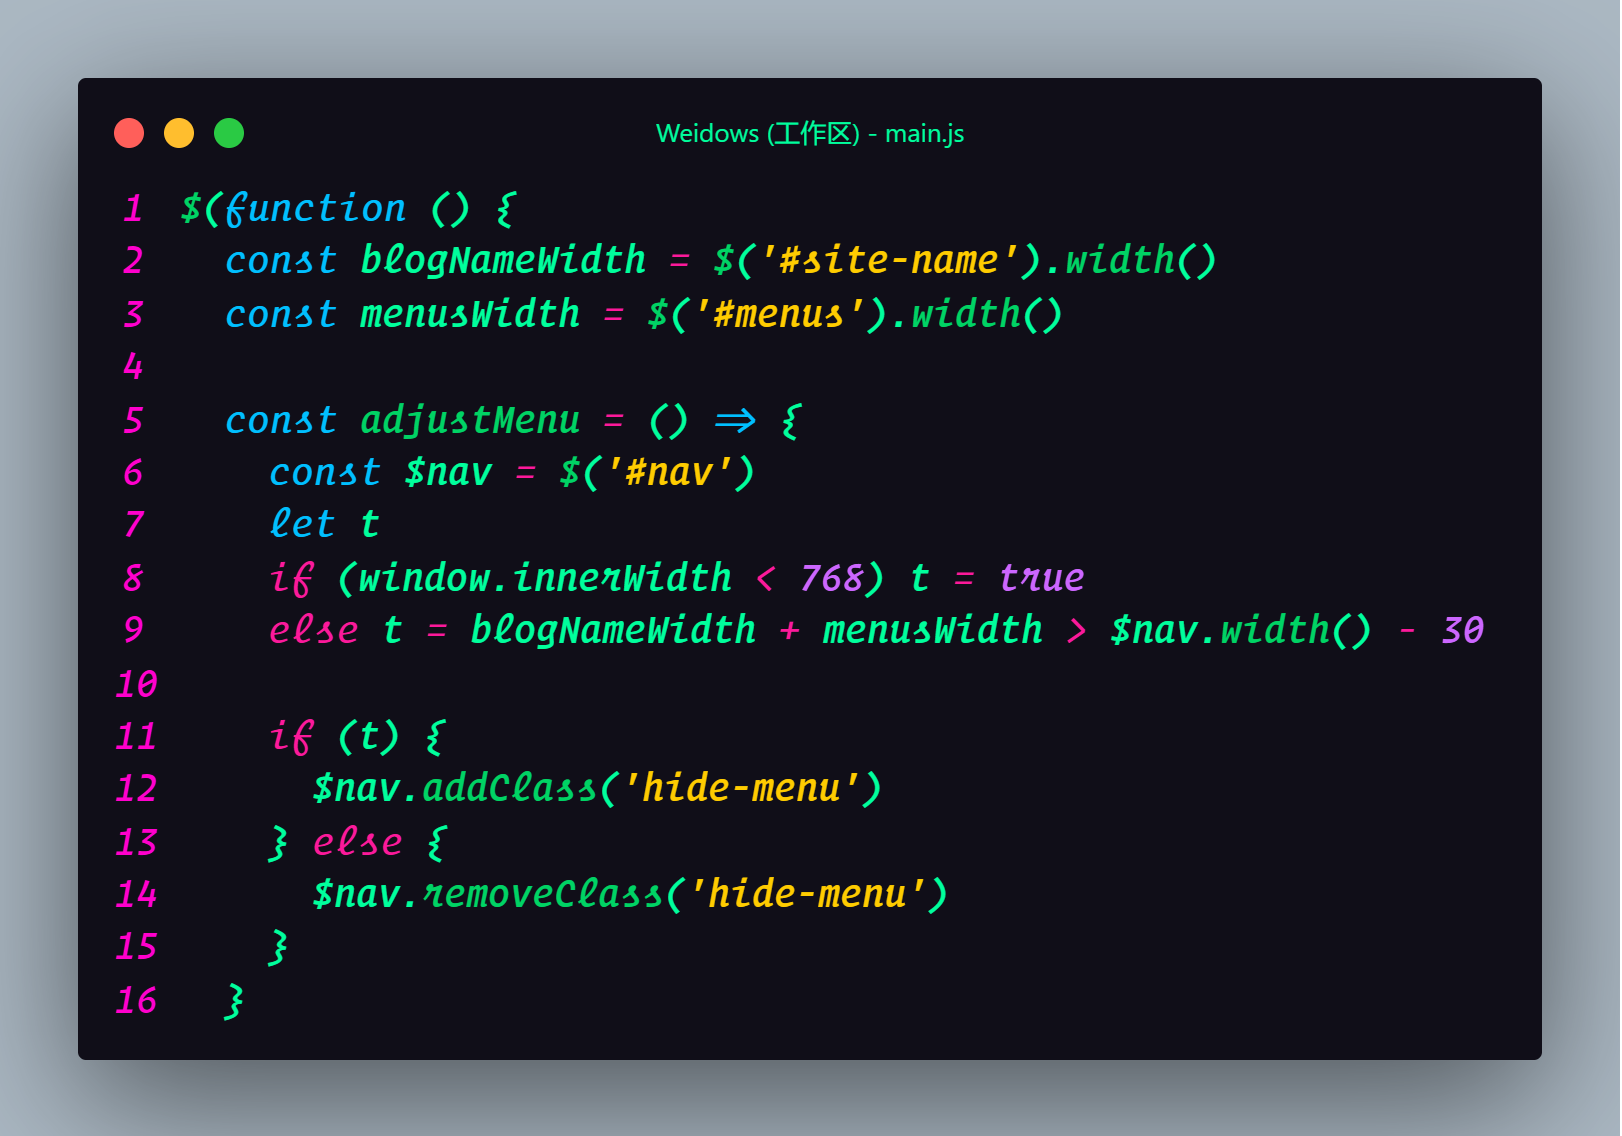 Weidows (工作区) - main.js
1 $(function () {
2   const blogNameWidth = $('#site-name').width()
3   const menusWidth = $('#menus').width()
4
5   const adjustMenu = () => {
6     const $nav = $('#nav')
7     let t
8     if (window.innerWidth < 768) t = true
9     else t = blogNameWidth + menusWidth > $nav.width() - 30
10
11     if (t) {
12       $nav.addClass('hide-menu')
13     } else {
14       $nav.removeClass('hide-menu')
15     }
16   }